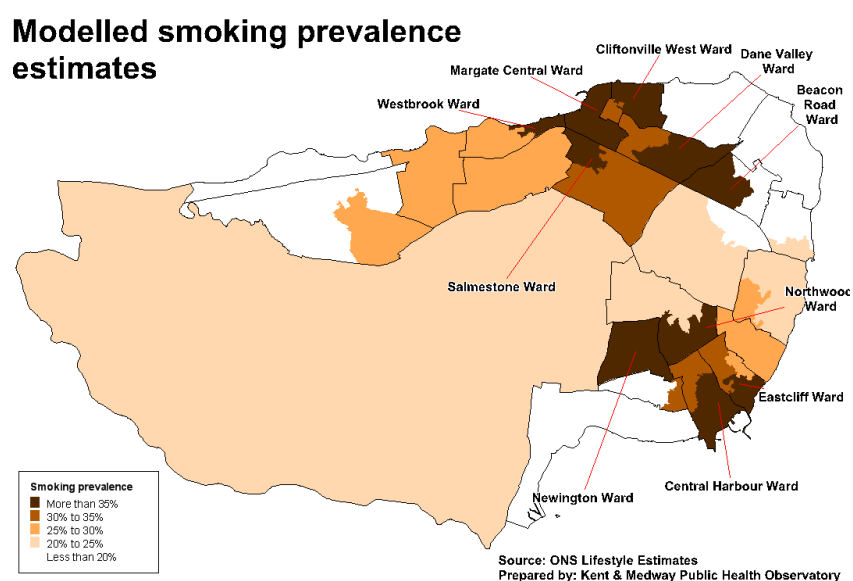 Modelled smoking prevalence
estimates
Cliftonville West Ward
Dane Valley
Ward
Margate Central Ward
Beacon
Road
Ward
Westbrook Ward
Salmestone Ward
Northwood
Ward
Eastcliff Ward
Central Harbour Ward
Newington Ward
Smoking prevalence
More than 35%
30% to 35%
25% to 30%
20% to 25%
Less than 20%
Source: ONS Lifestyle Estimates
Prepared by: Kent & Medway Public Health Observatory